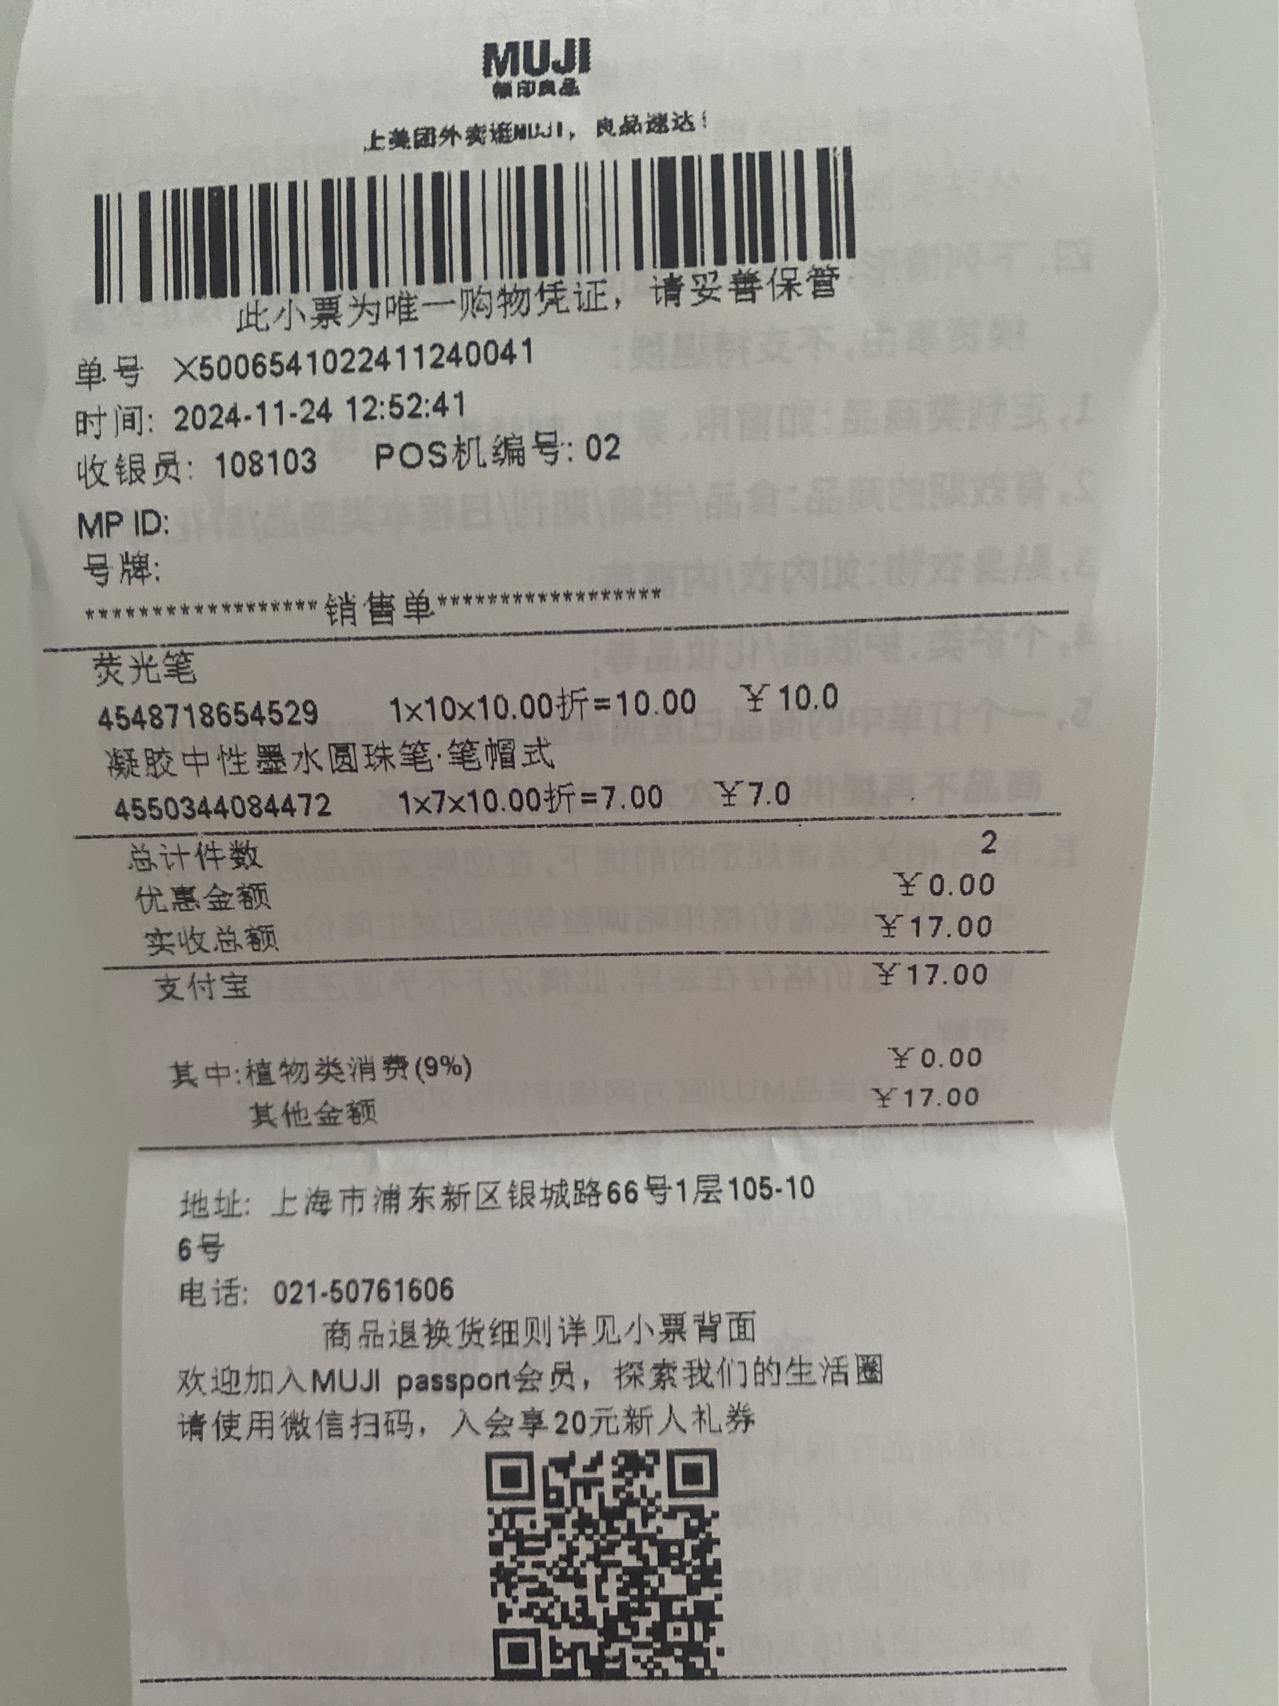 MUJI
無印良品
上美团外卖逛MUJI，良品速达！
此小票为唯一购物凭证，请妥善保管
单号 X5006541022411240041
时间: 2024-11-24 12:52:41
收银员: 108103 POS机编号: 02
MP ID:
号牌:
******************销售单******************
荧光笔
4548718654529 1x10x10.00折=10.00 ¥10.0
凝胶中性墨水圆珠笔·笔帽式
4550344084472 1x7x10.00折=7.00 ¥7.0
总计件数 2
优惠金额 ¥0.00
实收总额 ¥17.00
支付宝 ¥17.00
其中:植物类消费(9%) ¥0.00
其他金额 ¥17.00
地址: 上海市浦东新区银城路66号1层105-10
6号
电话: 021-50761606
商品退换货细则详见小票背面
欢迎加入MUJI passport会员，探索我们的生活圈
请使用微信扫码，入会享20元新人礼券